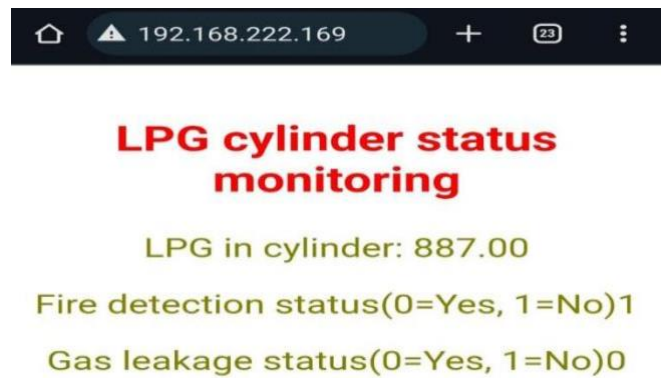 192.168.222.169
23
LPG cylinder status
monitoring
LPG in cylinder: 887.00
Fire detection status(0=Yes, 1=No)1
Gas leakage status(0=Yes, 1=No)0